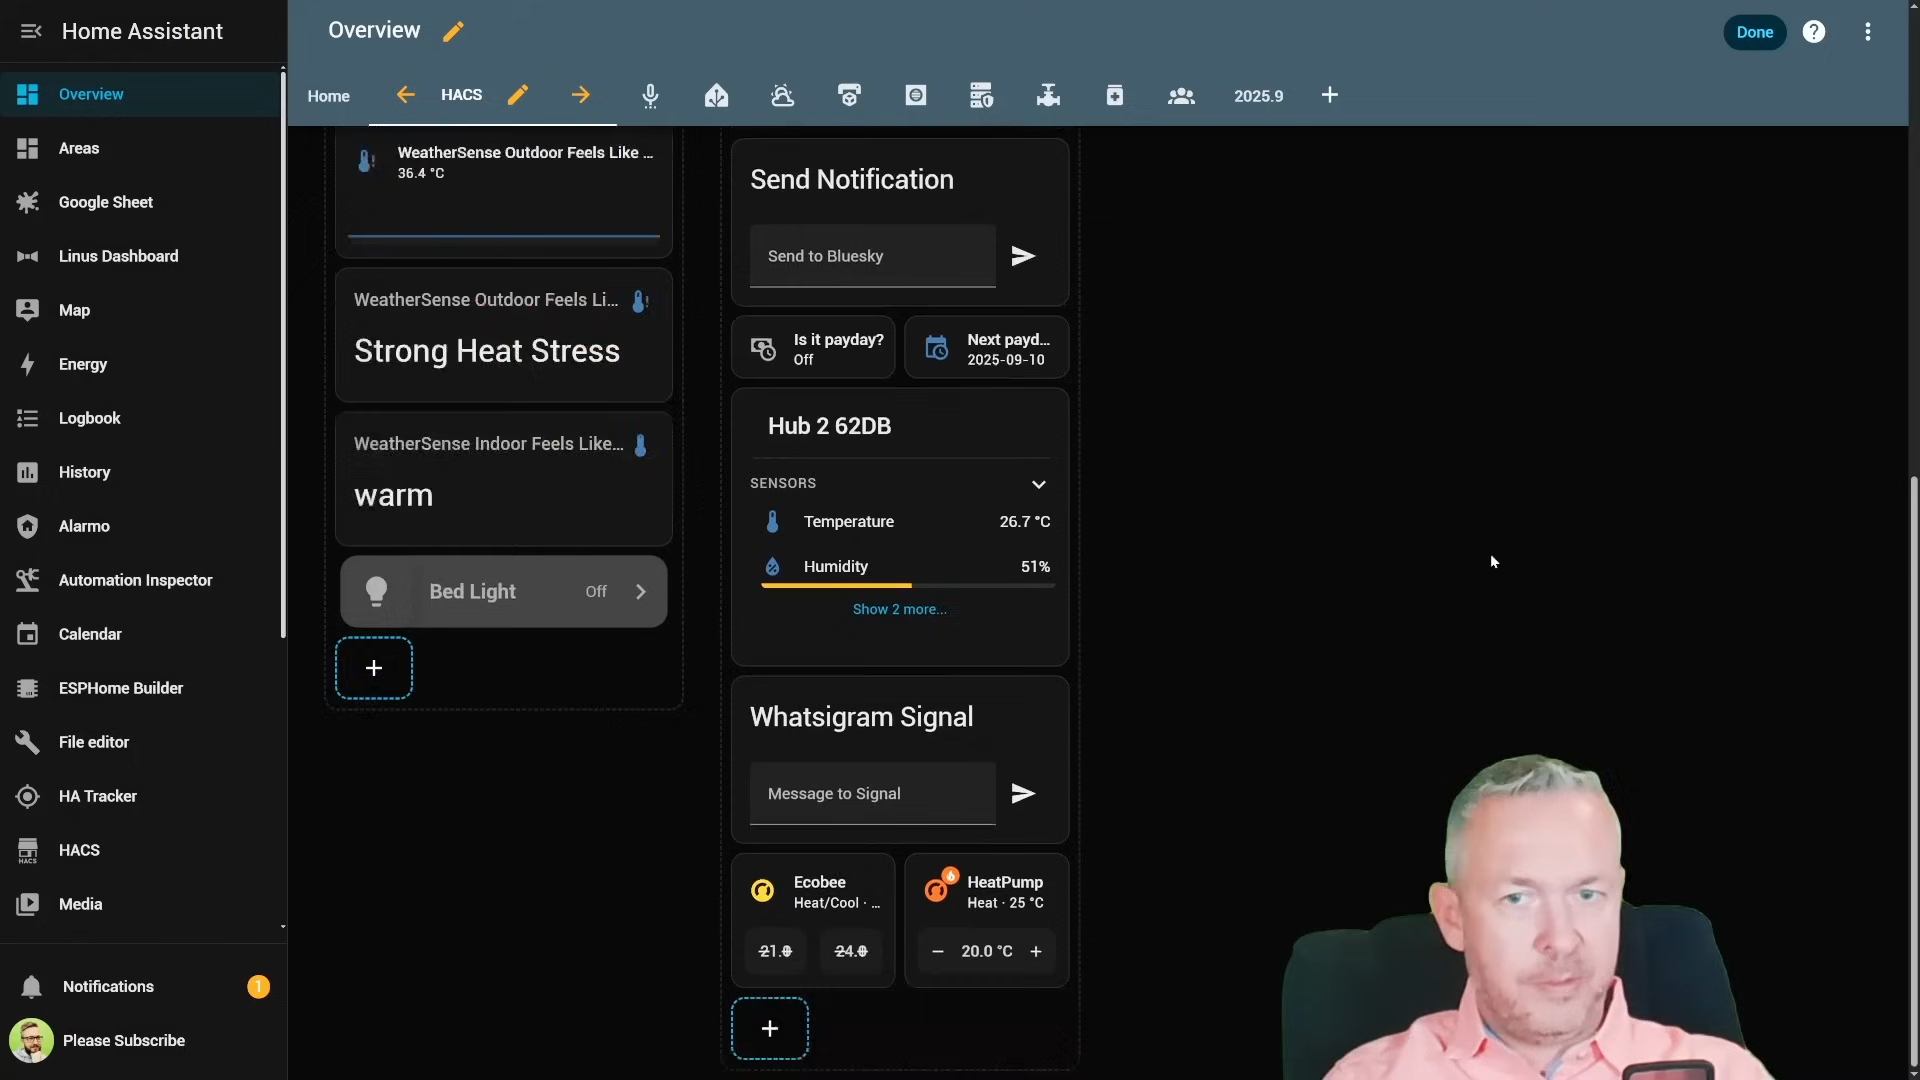 Home Assistant
Overview
Areas
Google Sheet
Linus Dashboard
Map
Energy
Logbook
History
Alarmo
Automation Inspector
Calendar
ESPHome Builder
File editor
HA Tracker
HACS
HACS
Media
Notifications
1
Please Subscribe
Overview
Done
?
Home
HACS
2025.9
WeatherSense Outdoor Feels Like ...
36.4 °C
WeatherSense Outdoor Feels Li...
Strong Heat Stress
WeatherSense Indoor Feels Like...
warm
Bed Light
Off
Send Notification
Send to Bluesky
Is it payday?
Off
Next payd...
2025-09-10
Hub 2 62DB
SENSORS
Temperature
26.7 °C
Humidity
51%
Show 2 more...
Whatsigram Signal
Message to Signal
Ecobee
Heat/Cool · ...
21.0
24.0
HeatPump
Heat · 25 °C
20.0 °C